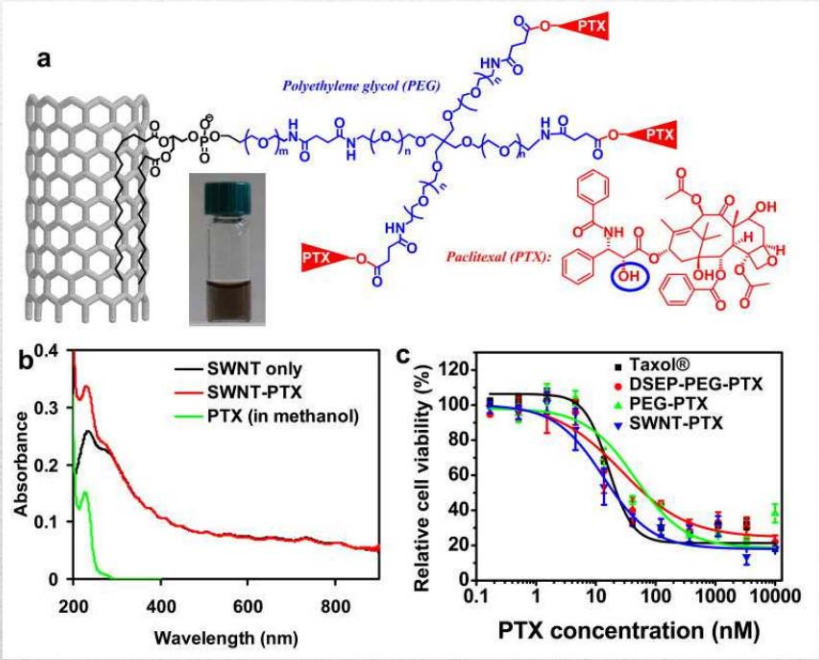 a
Polyethylene glycol (PEG)
PTX
PTX
PTX
Paclitexal (PTX):
b
SWNT only
SWNT-PTX
PTX (in methanol)
Absorbance
0.4
0.3
0.2
0.1
0
200
400
600
800
Wavelength (nm)
c
Taxol®
DSEP-PEG-PTX
PEG-PTX
SWNT-PTX
Relative cell viability (%)
120
100
80
60
40
20
0
0.1
1
10
100
1000
10000
PTX concentration (nM)